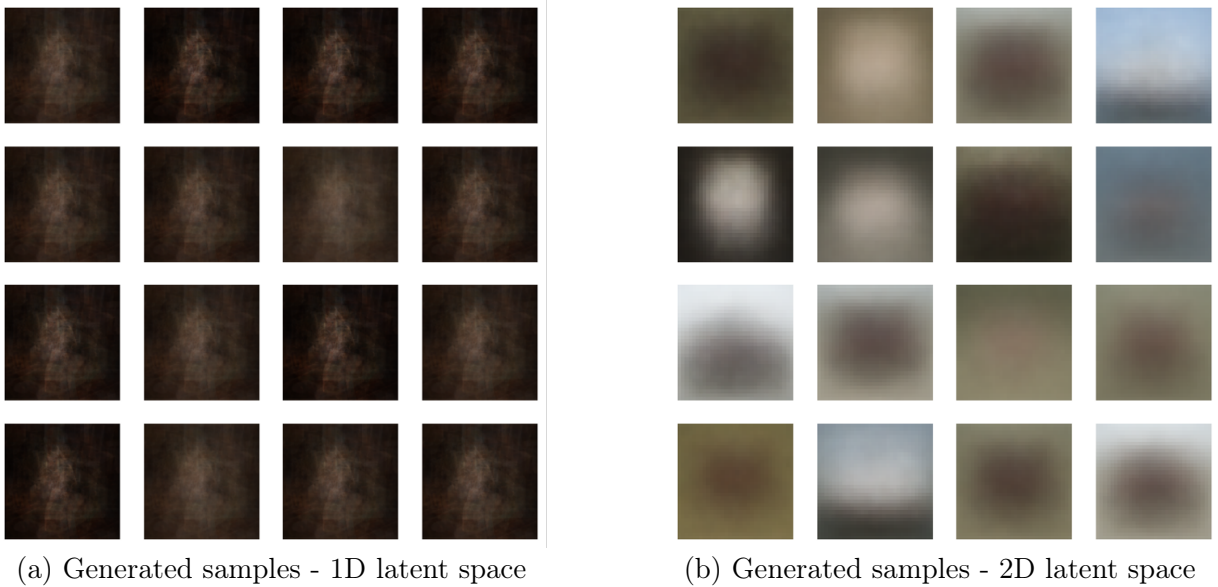 (a) Generated samples - 1D latent space
(b) Generated samples - 2D latent space